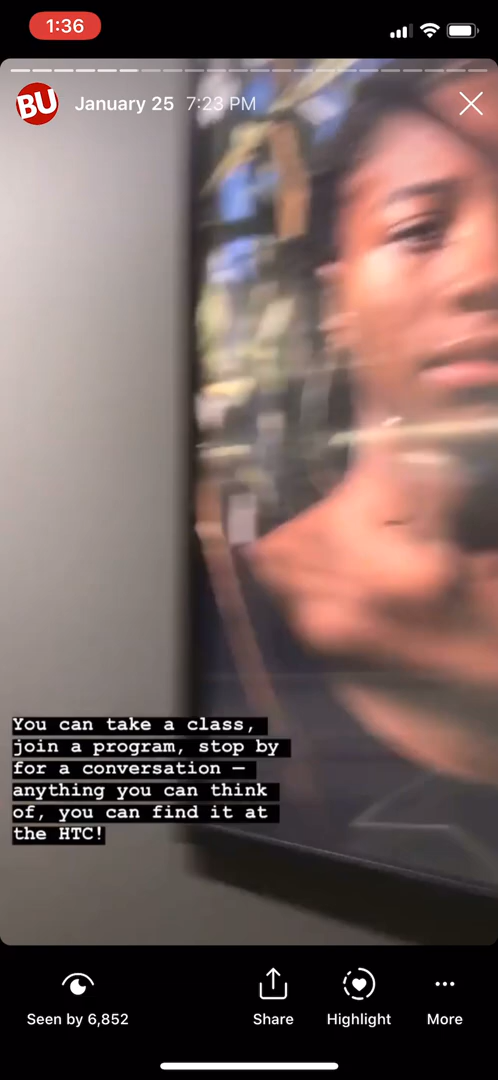 1:36
BU
January 25 7:23 PM
You can take a class,
join a program, stop by
for a conversation —
anything you can think
of, you can find it at
the HTC!
Seen by 6,852
Share
Highlight
More